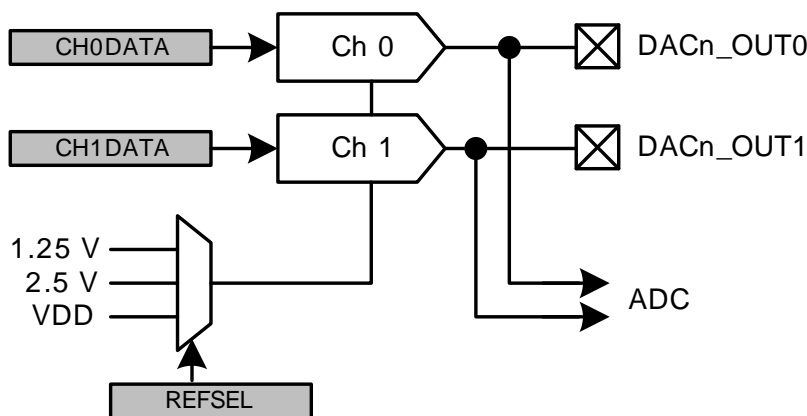 CH0DATA Ch 0 DACn_OUT0
CH1DATA Ch 1 DACn_OUT1
1.25 V
2.5 V
VDD
ADC
REFSEL